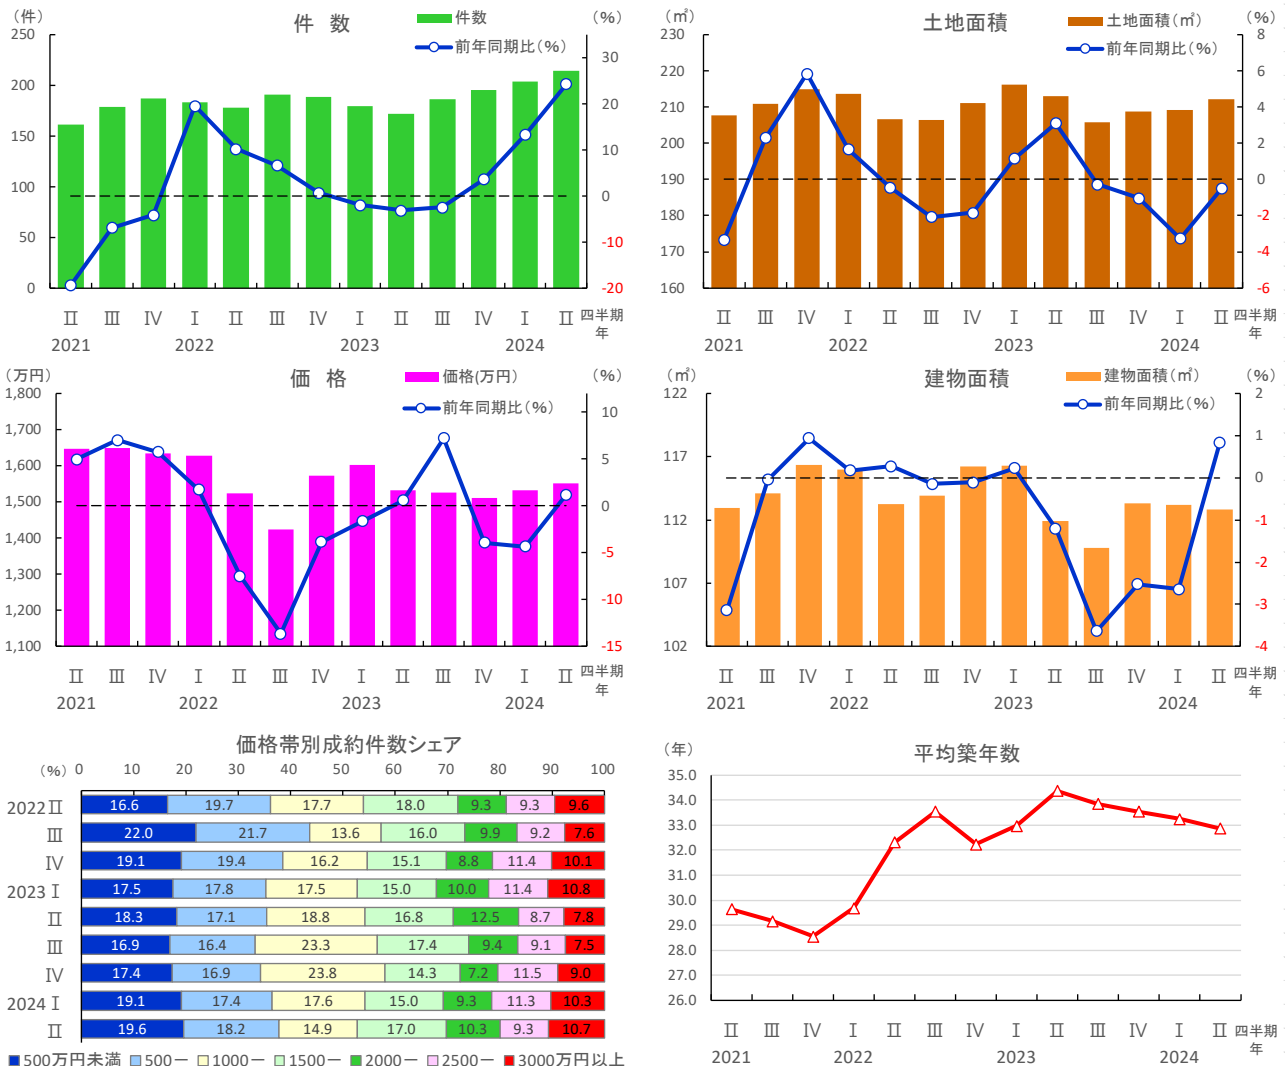 件 数
（件）
（%）
件数
前年同期比（%）
250
200
150
100
50
0
35
30
20
10
0
-10
-20
Ⅱ Ⅲ Ⅳ Ⅰ Ⅱ Ⅲ Ⅳ Ⅰ Ⅱ Ⅲ Ⅳ Ⅰ Ⅱ 四半期
2021 2022 2023 2024 年
土地面積
（㎡）
（%）
土地面積（㎡）
前年同期比（%）
230
220
210
200
190
180
170
160
8
6
4
2
0
-2
-4
-6
Ⅱ Ⅲ Ⅳ Ⅰ Ⅱ Ⅲ Ⅳ Ⅰ Ⅱ Ⅲ Ⅳ Ⅰ Ⅱ 四半期
2021 2022 2023 2024 年
価 格
（万円）
（%）
価格(万円)
前年同期比（%）
1,800
1,700
1,600
1,500
1,400
1,300
1,200
1,100
10
5
0
-5
-10
-15
Ⅱ Ⅲ Ⅳ Ⅰ Ⅱ Ⅲ Ⅳ Ⅰ Ⅱ Ⅲ Ⅳ Ⅰ Ⅱ 四半期
2021 2022 2023 2024 年
建物面積
（㎡）
（%）
建物面積（㎡）
前年同期比（%）
122
117
112
107
102
2
1
0
-1
-2
-3
-4
Ⅱ Ⅲ Ⅳ Ⅰ Ⅱ Ⅲ Ⅳ Ⅰ Ⅱ Ⅲ Ⅳ Ⅰ Ⅱ 四半期
2021 2022 2023 2024 年
価格帯別成約件数シェア
（%） 0 10 20 30 40 50 60 70 80 90 100
2022Ⅱ 16.6 19.7 17.7 18.0 9.3 9.3 9.6
Ⅲ 22.0 21.7 13.6 16.0 9.9 9.2 7.6
Ⅳ 19.1 19.4 16.2 15.1 8.8 11.4 10.1
2023Ⅰ 17.5 17.8 17.5 15.0 10.0 11.4 10.8
Ⅱ 18.3 17.1 18.8 16.8 12.5 8.7 7.8
Ⅲ 16.9 16.4 23.3 17.4 9.4 9.1 7.5
Ⅳ 17.4 16.9 23.8 14.3 7.2 11.5 9.0
2024Ⅰ 19.1 17.4 17.6 15.0 9.3 11.3 10.3
Ⅱ 19.6 18.2 14.9 17.0 10.3 9.3 10.7
500万円未満 500－ 1000－ 1500－ 2000－ 2500－ 3000万円以上
平均築年数
（年）
35.0
34.0
33.0
32.0
31.0
30.0
29.0
28.0
27.0
26.0
Ⅱ Ⅲ Ⅳ Ⅰ Ⅱ Ⅲ Ⅳ Ⅰ Ⅱ Ⅲ Ⅳ Ⅰ Ⅱ 四半期
2021 2022 2023 2024 年